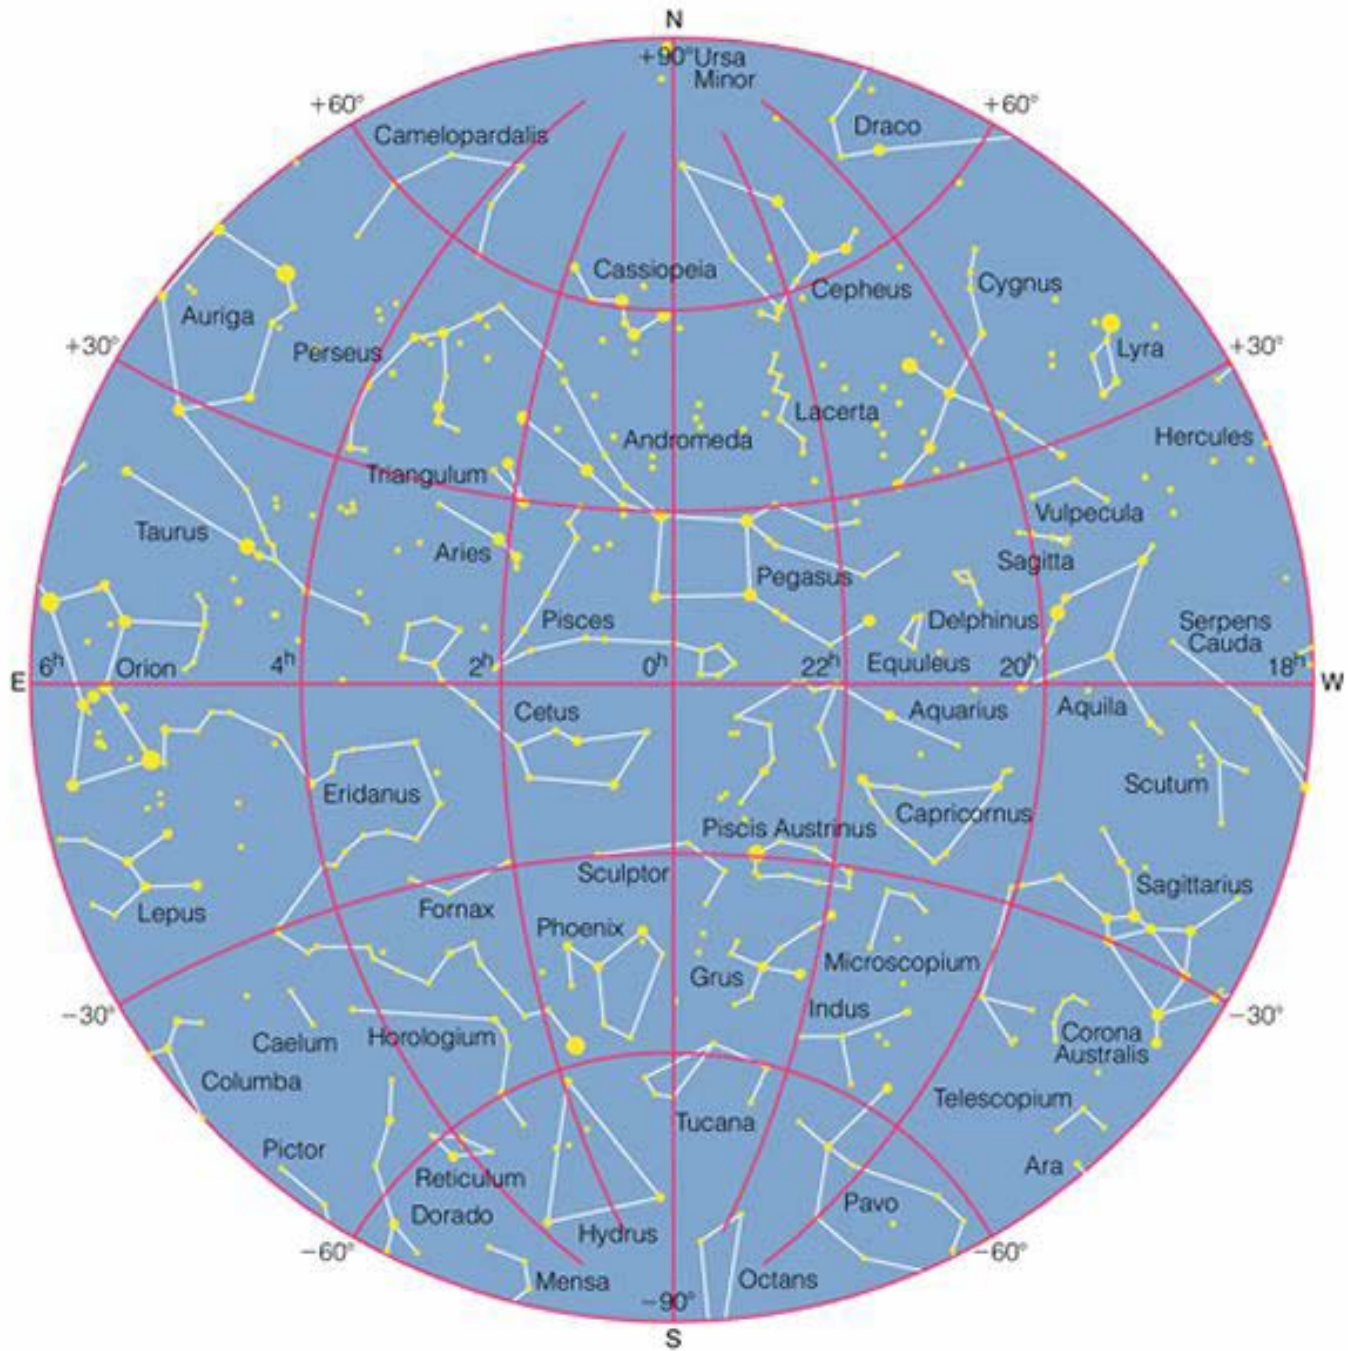 N
+90° Ursa
Minor
+60°
+60°
Camelopardalis
Draco
Cassiopeia
Cepheus
Cygnus
Auriga
+30°
Perseus
Lyra
+30°
Lacerta
Andromeda
Hercules
Triangulum
Vulpecula
Taurus
Aries
Sagitta
Pegasus
Pisces
Delphinus
Serpens
Cauda
E
6h
Orion
4h
2h
0h
22h
Equuleus
20h
18h
W
Cetus
Aquarius
Aquila
Eridanus
Scutum
Capricornus
Piscis Austrinus
Sculptor
Sagittarius
Lepus
Fornax
Phoenix
Grus
Microscopium
−30°
Indus
−30°
Caelum
Horologium
Corona
Australis
Columba
Telescopium
Tucana
Pictor
Ara
Reticulum
Pavo
Dorado
Hydrus
−60°
−60°
Mensa
Octans
−90°
S